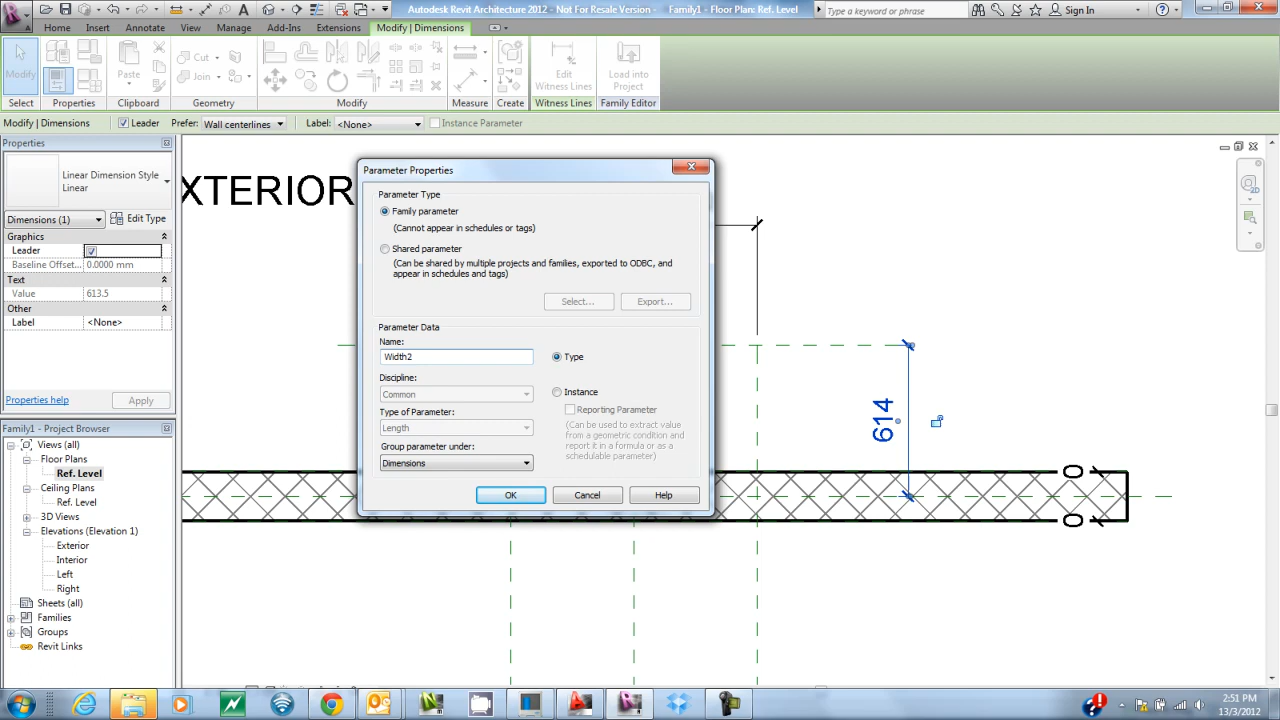 Autodesk Revit Architecture 2012 - Not For Resale Version - Family1 - Floor Plan: Ref. Level
Type a keyword or phrase
Sign In
Home Insert Annotate View Manage Add-Ins Extensions Modify | Dimensions
Modify
Paste
Cut
Join
Edit
Witness Lines
Load into
Project
Select Properties Clipboard Geometry Modify Measure Create Witness Lines Family Editor
Modify | Dimensions Leader Prefer: Wall centerlines Label: <None> Instance Parameter
Properties
Linear Dimension Style
Linear
Dimensions (1) Edit Type
Graphics
Leader
Baseline Offset... 0.0000 mm
Text
Value 613.5
Other
Label <None>
Properties help Apply
Family1 - Project Browser
Views (all)
Floor Plans
Ref. Level
Ceiling Plans
Ref. Level
3D Views
Elevations (Elevation 1)
Exterior
Interior
Left
Right
Sheets (all)
Families
Groups
Revit Links
XTERIOR
Parameter Properties
Parameter Type
Family parameter
(Cannot appear in schedules or tags)
Shared parameter
(Can be shared by multiple projects and families, exported to ODBC, and
appear in schedules and tags)
Select... Export...
Parameter Data
Name:
Width2
Type
Discipline:
Common
Instance
Type of Parameter:
Length
Reporting Parameter
(Can be used to extract value
from a geometric condition and
report it in a formula or as a
schedulable parameter)
Group parameter under:
Dimensions
OK Cancel Help
614
0
0
2:51 PM
13/3/2012